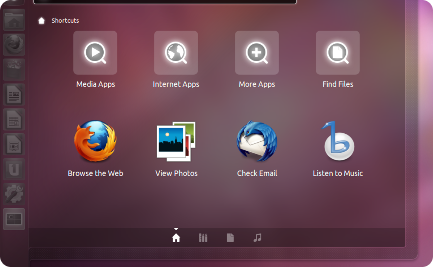 Shortcuts
Media Apps Internet Apps More Apps Find Files
Browse the Web View Photos Check Email Listen to Music